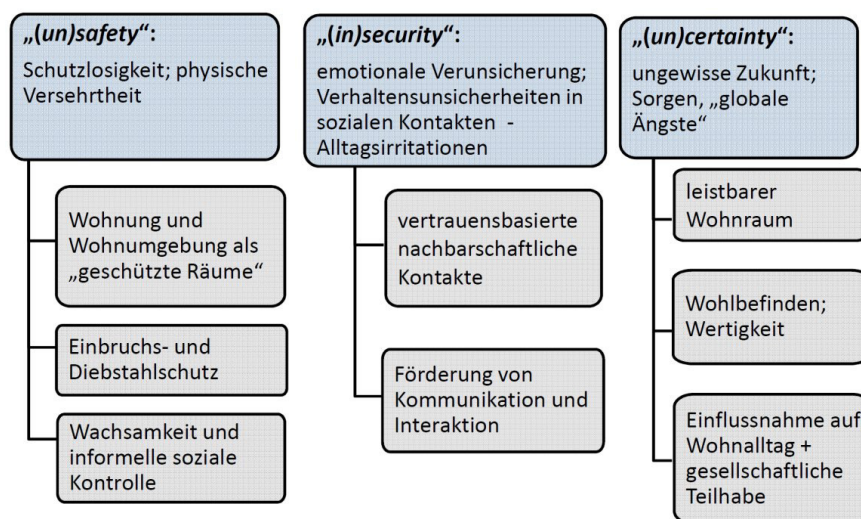 „(un)safety“:
Schutzlosigkeit; physische
Versehrtheit
Wohnung und
Wohnumgebung als
„geschützte Räume“
Einbruchs- und
Diebstahlschutz
Wachsamkeit und
informelle soziale
Kontrolle
„(in)security“:
emotionale Verunsicherung;
Verhaltensunsicherheiten in
sozialen Kontakten -
Alltagsirritationen
vertrauensbasierte
nachbarschaftliche
Kontakte
Förderung von
Kommunikation und
Interaktion
„(un)certainty“:
ungewisse Zukunft;
Sorgen, „globale
Ängste“
leistbarer
Wohnraum
Wohlbefinden;
Wertigkeit
Einflussnahme auf
Wohnalltag +
gesellschaftliche
Teilhabe